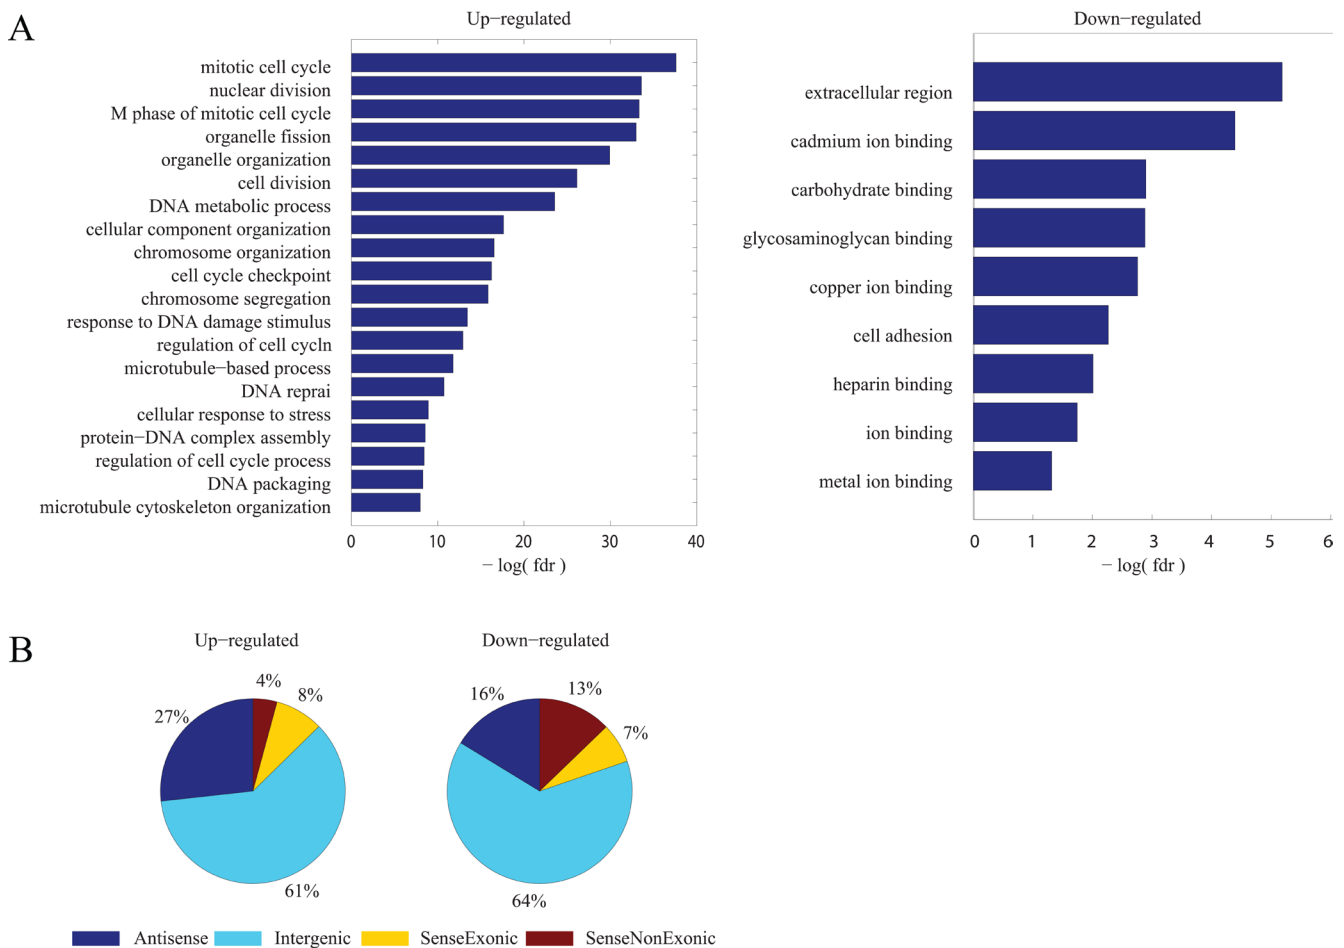 A
Up−regulated
mitotic cell cycle
nuclear division
M phase of mitotic cell cycle
organelle fission
organelle organization
cell division
DNA metabolic process
cellular component organization
chromosome organization
cell cycle checkpoint
chromosome segregation
response to DNA damage stimulus
regulation of cell cycln
microtubule−based process
DNA reprai
cellular response to stress
protein−DNA complex assembly
regulation of cell cycle process
DNA packaging
microtubule cytoskeleton organization
0 10 20 30 40
− log( fdr )
Down−regulated
extracellular region
cadmium ion binding
carbohydrate binding
glycosaminoglycan binding
copper ion binding
cell adhesion
heparin binding
ion binding
metal ion binding
0 1 2 3 4 5 6
− log( fdr )
B
Up−regulated
4%
8%
27%
61%
Down−regulated
16%
13%
7%
64%
Antisense Intergenic SenseExonic SenseNonExonic